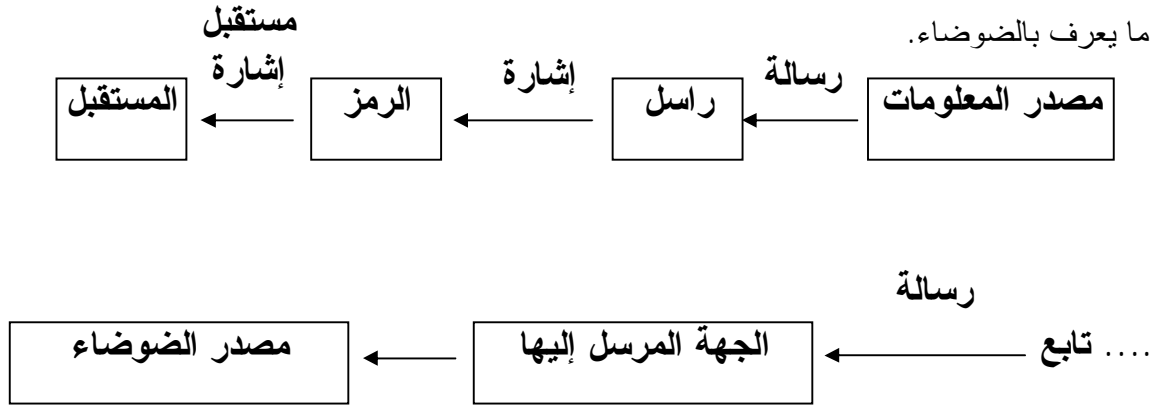 ما يعرف بالضوضاء.
رسالة إشارة مستقبل إشارة
مصدر المعلومات راسل الرمز المستقبل
رسالة
.... تابع الجهة المرسل إليها مصدر الضوضاء